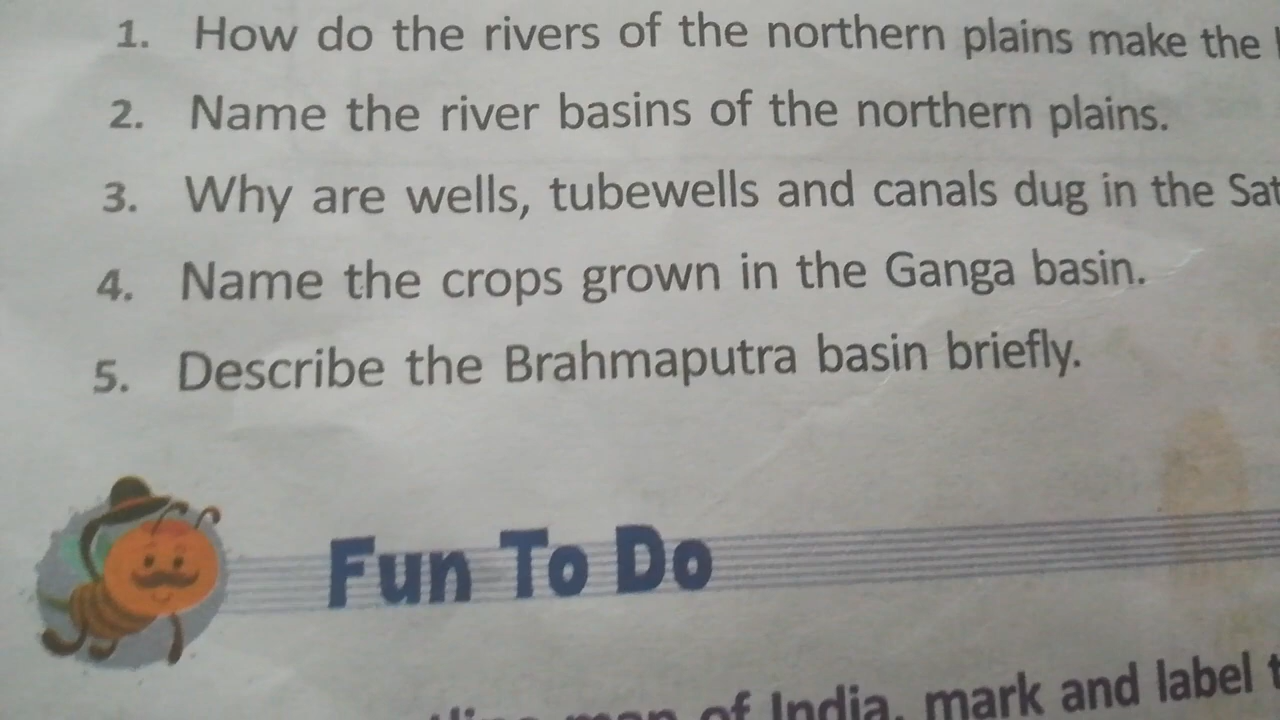 1. How do the rivers of the northern plains make the
2. Name the river basins of the northern plains.
3. Why are wells, tubewells and canals dug in the Sat
4. Name the crops grown in the Ganga basin.
5. Describe the Brahmaputra basin briefly.
Fun To Do
map of India, mark and label